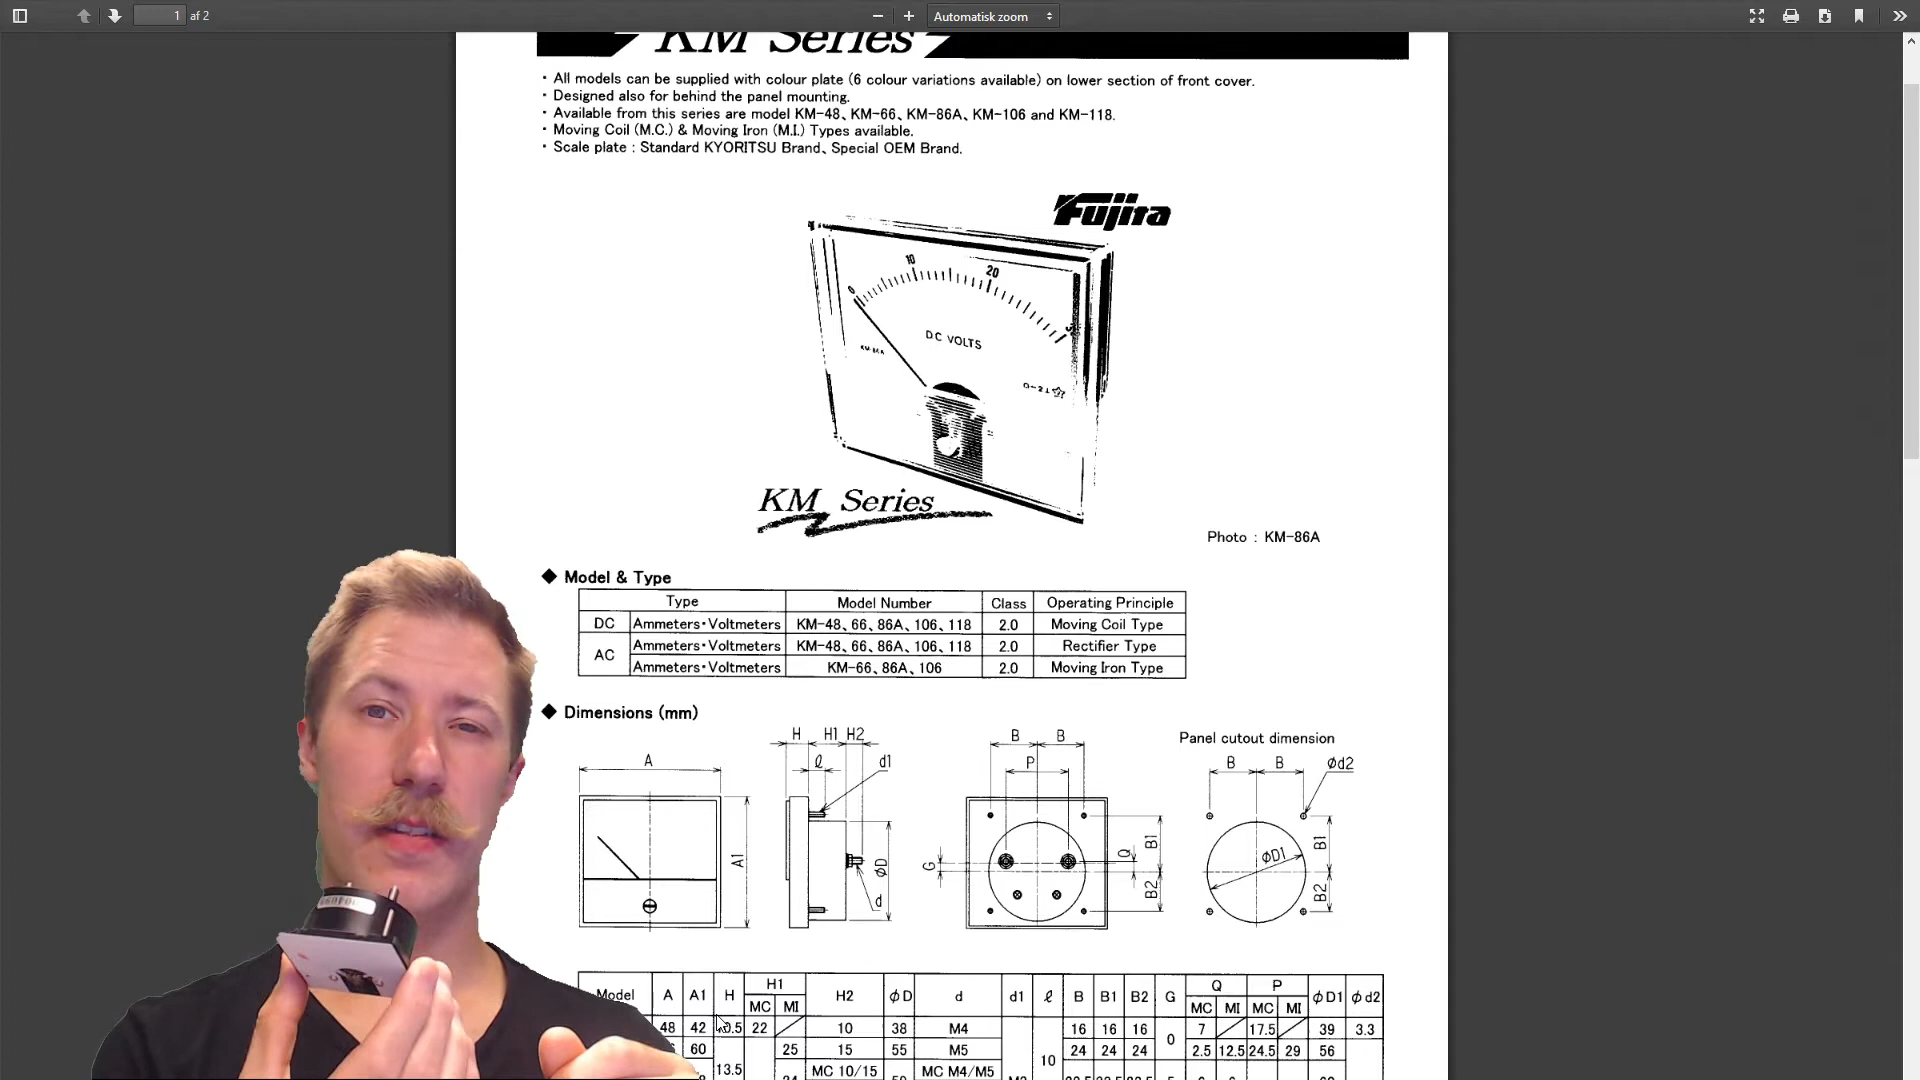 1 af 2
Automatisk zoom
KM Series
・All models can be supplied with colour plate (6 colour variations available) on lower section of front cover.
・Designed also for behind the panel mounting.
・Available from this series are model KM-48、KM-66、KM-86A、KM-106 and KM-118.
・Moving Coil (M.C.) & Moving Iron (M.I.) Types available.
・Scale plate : Standard KYORITSU Brand、Special OEM Brand.
Fujita
0 10 20
DC VOLTS
KM-86A
KM Series
Photo : KM-86A
◆ Model & Type
Type Model Number Class Operating Principle
DC Ammeters・Voltmeters KM-48、66、86A、106、118 2.0 Moving Coil Type
AC Ammeters・Voltmeters KM-48、66、86A、106、118 2.0 Rectifier Type
Ammeters・Voltmeters KM-66、86A、106 2.0 Moving Iron Type
◆ Dimensions (mm)
A A1
H H1 H2 ℓ d1 φD d
B B P G Q B1 B2
Panel cutout dimension
B B φd2 φD1 B1 B2
Model A A1 H H1 H2 φD d d1 ℓ B B1 B2 G Q P φD1 φd2
MC MI MC MI MC MI
48 42 22 10 38 M4 16 16 16 0 7 17.5 39 3.3
60 25 15 55 M5 24 24 24 2.5 12.5 24.5 29 56
13.5 MC 10/15 MC M4/M5 10